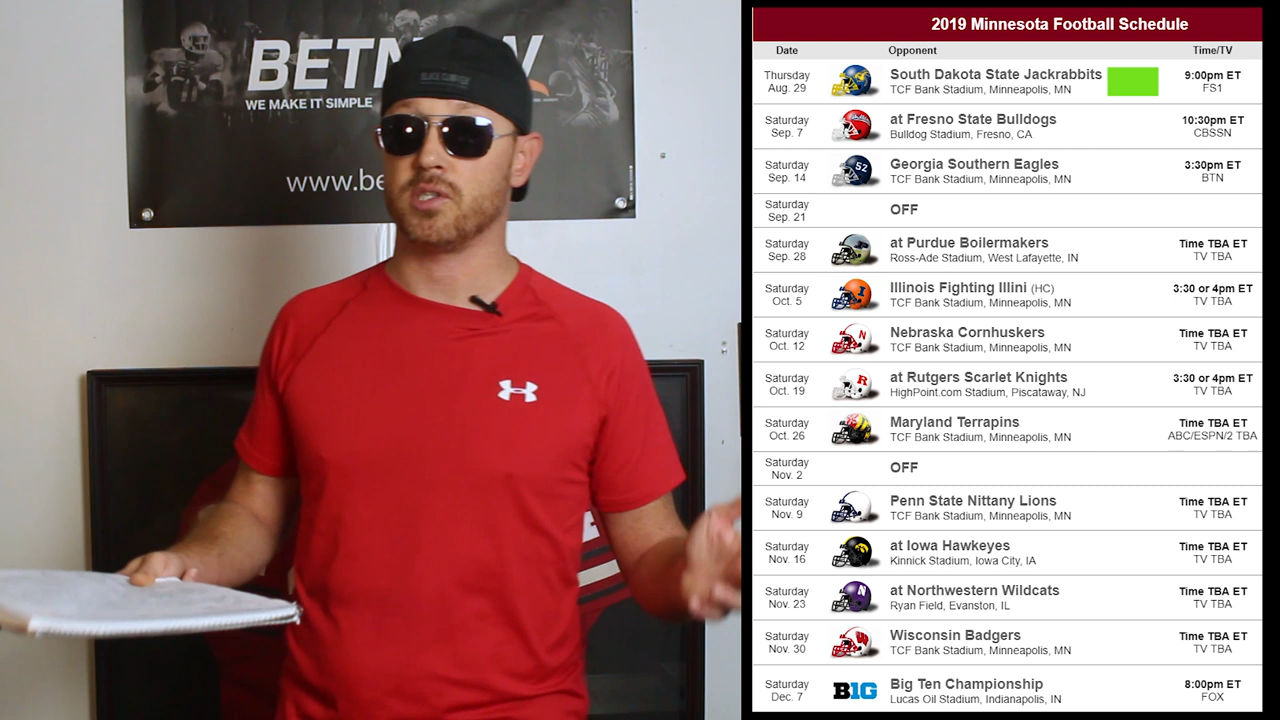 BETN W
WE MAKE IT SIMPLE
www.be
2019 Minnesota Football Schedule
Date Opponent Time/TV
Thursday South Dakota State Jackrabbits 9:00pm ET
Aug. 29 TCF Bank Stadium, Minneapolis, MN FS1
Saturday at Fresno State Bulldogs 10:30pm ET
Sep. 7 Bulldog Stadium, Fresno, CA CBSSN
Saturday Georgia Southern Eagles 3:30pm ET
Sep. 14 TCF Bank Stadium, Minneapolis, MN BTN
Saturday OFF
Sep. 21
Saturday at Purdue Boilermakers Time TBA ET
Sep. 28 Ross-Ade Stadium, West Lafayette, IN TV TBA
Saturday Illinois Fighting Illini (HC) 3:30 or 4pm ET
Oct. 5 TCF Bank Stadium, Minneapolis, MN TV TBA
Saturday Nebraska Cornhuskers Time TBA ET
Oct. 12 TCF Bank Stadium, Minneapolis, MN TV TBA
Saturday at Rutgers Scarlet Knights 3:30 or 4pm ET
Oct. 19 HighPoint.com Stadium, Piscataway, NJ TV TBA
Saturday Maryland Terrapins Time TBA ET
Oct. 26 TCF Bank Stadium, Minneapolis, MN ABC/ESPN/2 TBA
Saturday OFF
Nov. 2
Saturday Penn State Nittany Lions Time TBA ET
Nov. 9 TCF Bank Stadium, Minneapolis, MN TV TBA
Saturday at Iowa Hawkeyes Time TBA ET
Nov. 16 Kinnick Stadium, Iowa City, IA TV TBA
Saturday at Northwestern Wildcats Time TBA ET
Nov. 23 Ryan Field, Evanston, IL TV TBA
Saturday Wisconsin Badgers Time TBA ET
Nov. 30 TCF Bank Stadium, Minneapolis, MN TV TBA
Saturday B1G Big Ten Championship 8:00pm ET
Dec. 7 Lucas Oil Stadium, Indianapolis, IN FOX